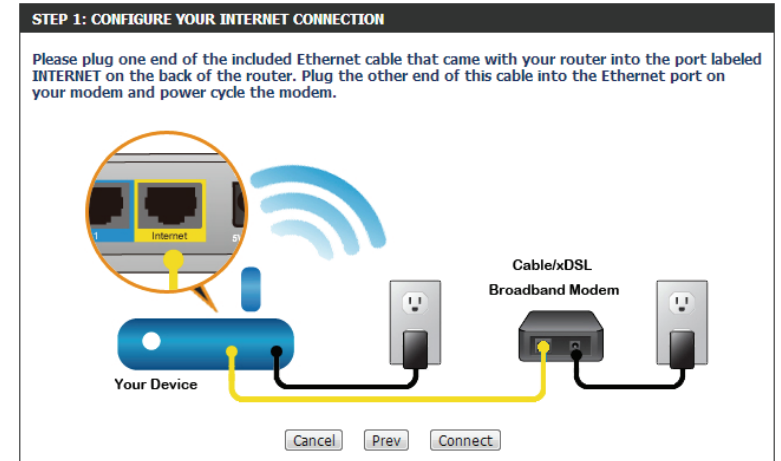 STEP 1: CONFIGURE YOUR INTERNET CONNECTION
Please plug one end of the included Ethernet cable that came with your router into the port labeled
INTERNET on the back of the router. Plug the other end of this cable into the Ethernet port on
your modem and power cycle the modem.
1
Internet
5V
Cable/xDSL
Broadband Modem
Your Device
Cancel
Prev
Connect